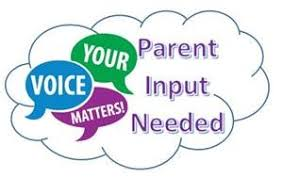 YOUR
VOICE
MATTERS!
Parent
Input
Needed